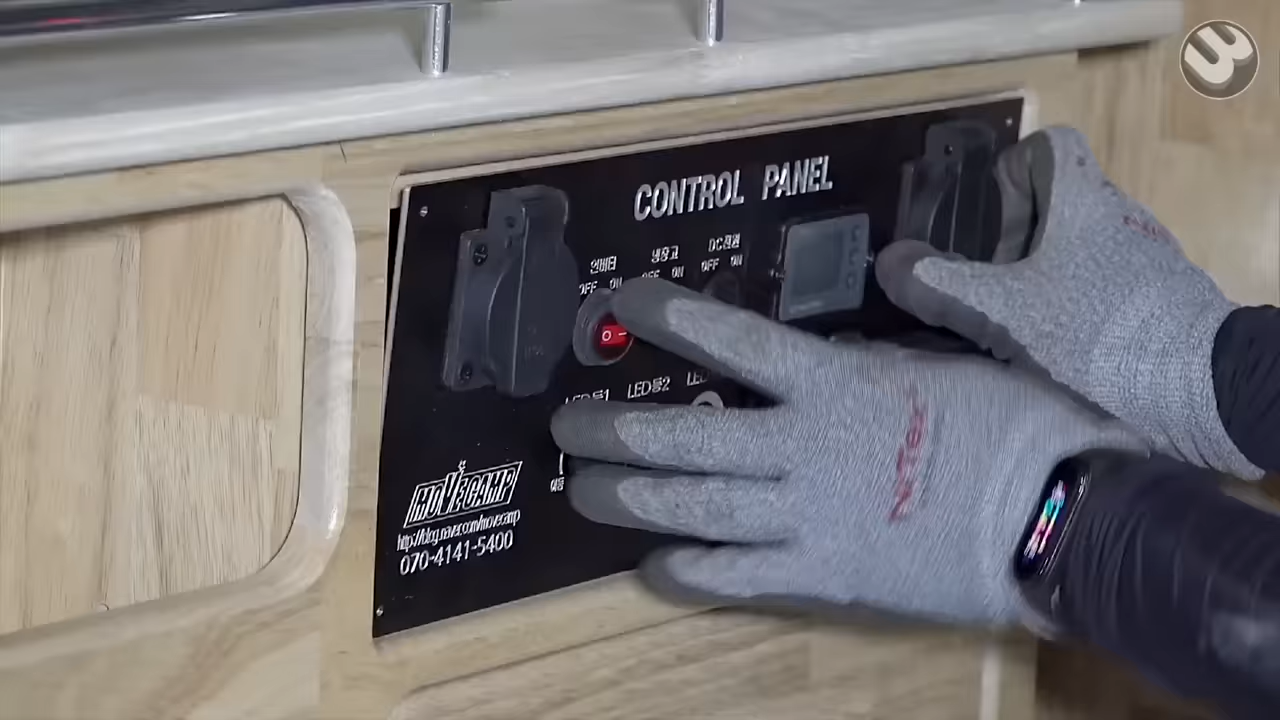 CONTROL PANEL
인버터 냉장고 DC전원
OFF ON OFF ON OFF ON
LED등1 LED등2 LED
MOVECAMP
http://blog.naver.com/movecamp
070-4141-5400